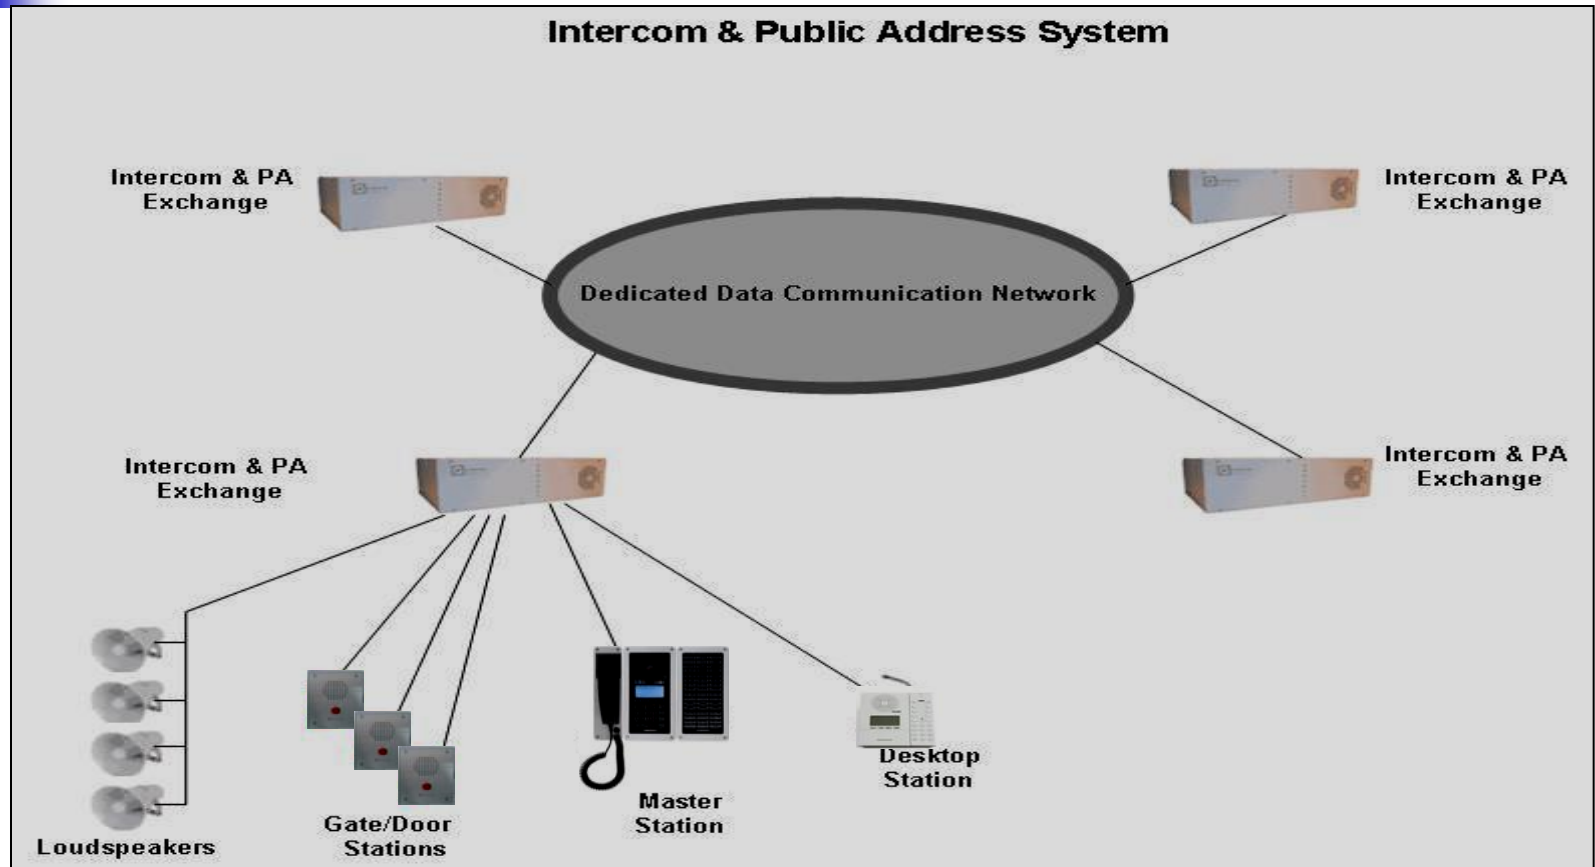 Intercom & Public Address System
Intercom & PA
Exchange
Intercom & PA
Exchange
Dedicated Data Communication Network
Intercom & PA
Exchange
Intercom & PA
Exchange
Desktop
Station
Master
Station
Gate/Door
Stations
Loudspeakers